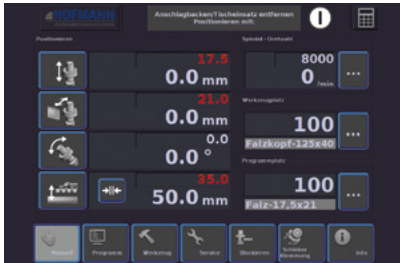 HOFMANN
Anschlagbacken/Tischeinsatz entfernen
Positionieren mit:
I
Positionieren
Spindel - Drehzahl
17.5
0.0 mm
8000
0 /min
...
21.0
0.0 mm
Werkzeugplatz
100
...
Falzkopf-125x40
0.0
0.0 °
Programmplatz
35.0
50.0 mm
100
...
Falz-17,5x21
Manuell
Programm
Werkzeug
Service
Blockieren
Schieber
Klemmung
Info